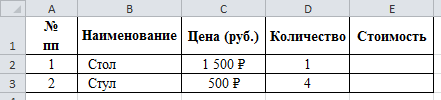 A B C D E
1 № пп Наименование Цена (руб.) Количество Стоимость
2 1 Стол 1 500 ₽ 1
3 2 Стул 500 ₽ 4